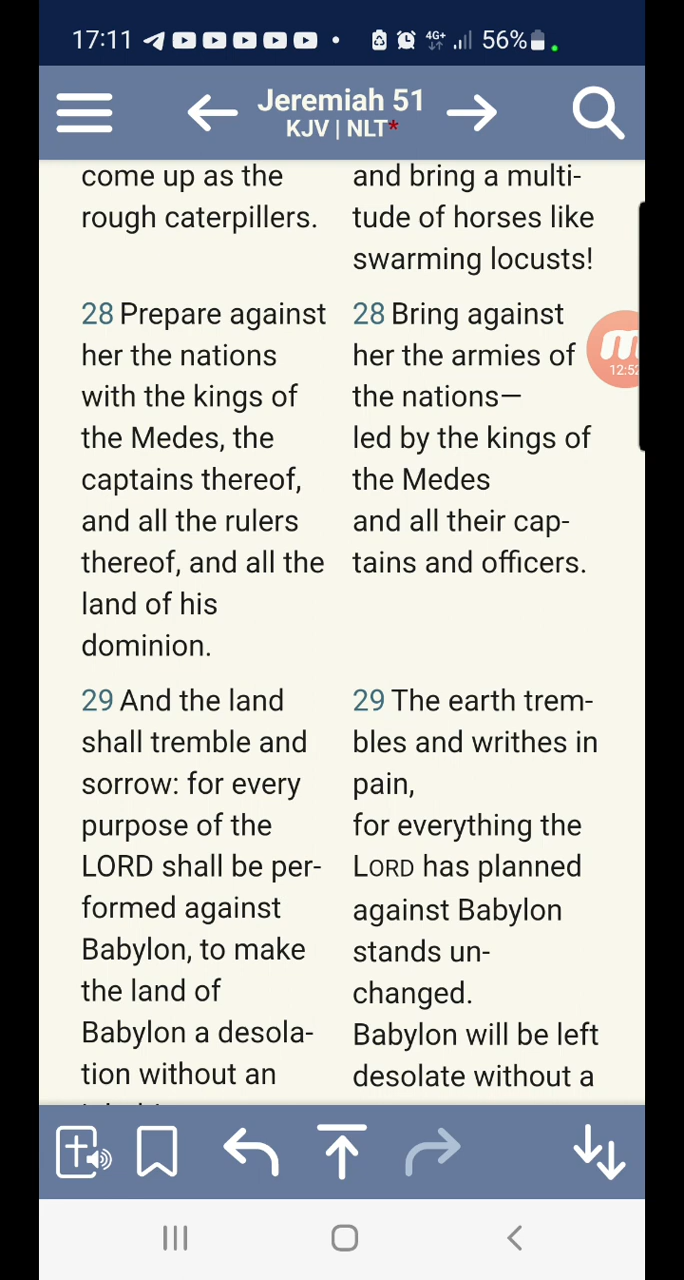 17:11
4G+
56%
Jeremiah 51
KJV | NLT*
come up as the
rough caterpillers.
28 Prepare against
her the nations
with the kings of
the Medes, the
captains thereof,
and all the rulers
thereof, and all the
land of his
dominion.
29 And the land
shall tremble and
sorrow: for every
purpose of the
LORD shall be per-
formed against
Babylon, to make
the land of
Babylon a desola-
tion without an
and bring a multi-
tude of horses like
swarming locusts!
28 Bring against
her the armies of
the nations—
led by the kings of
the Medes
and all their cap-
tains and officers.
29 The earth trem-
bles and writhes in
pain,
for everything the
LORD has planned
against Babylon
stands un-
changed.
Babylon will be left
desolate without a
12:52